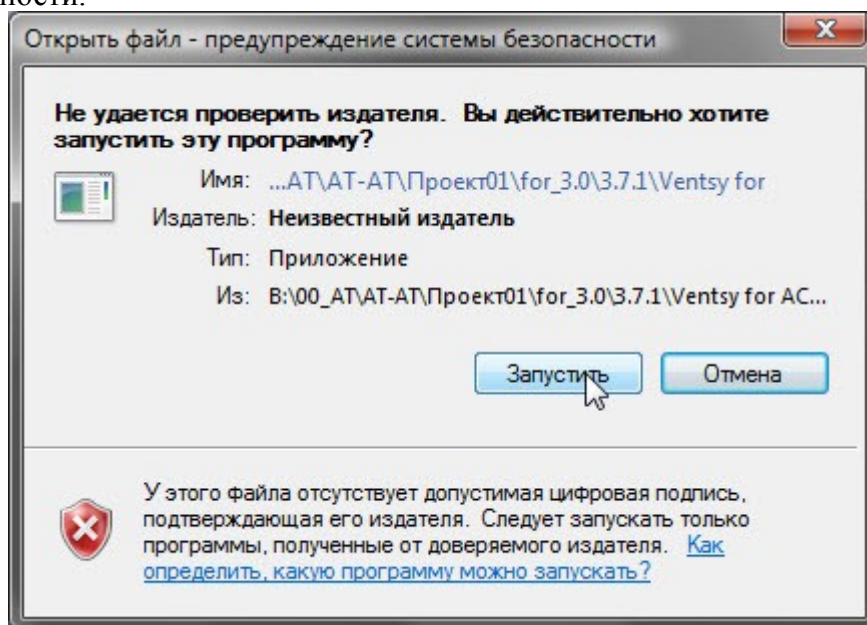 ности.
Открыть файл - предупреждение системы безопасности
Не удается проверить издателя. Вы действительно хотите
запустить эту программу?
Имя: ...AT\AT-AT\Проект01\for_3.0\3.7.1\Ventsy for
Издатель: Неизвестный издатель
Тип: Приложение
Из: B:\00_AT\AT-AT\Проект01\for_3.0\3.7.1\Ventsy for AC...
Запустить Отмена
У этого файла отсутствует допустимая цифровая подпись,
подтверждающая его издателя. Следует запускать только
программы, полученные от доверяемого издателя. Как
определить, какую программу можно запускать?